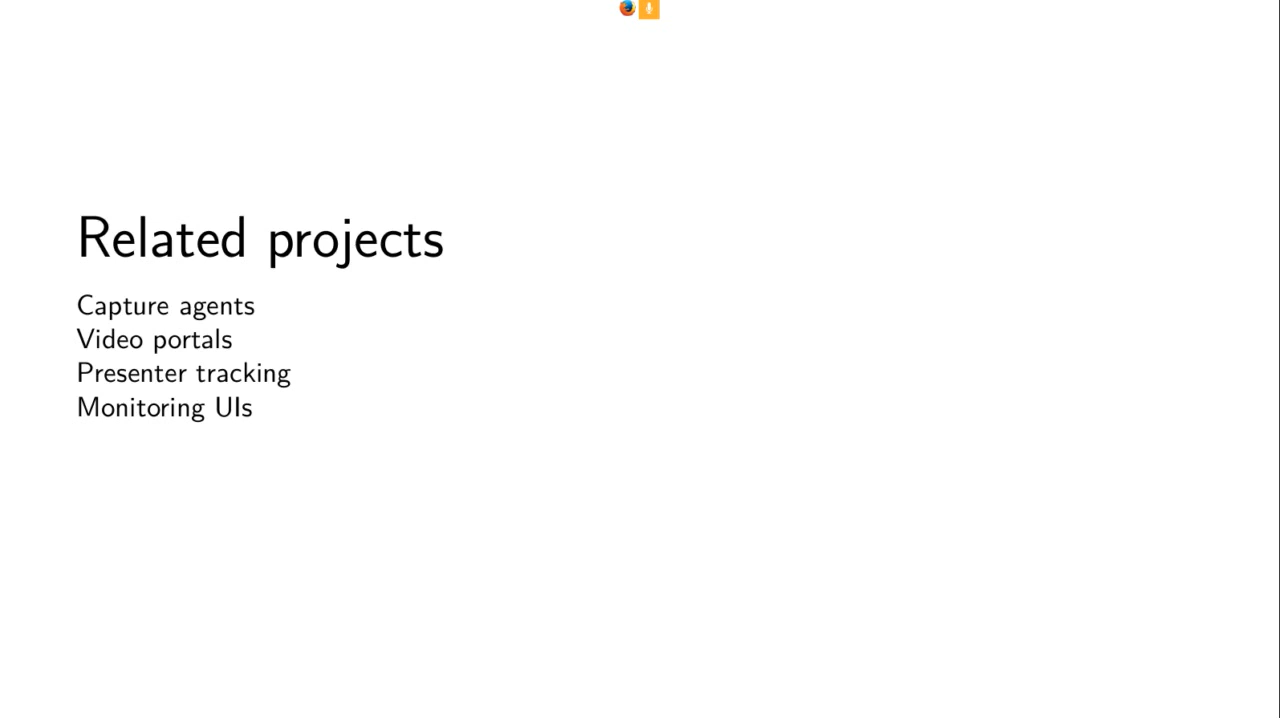 Related projects
Capture agents
Video portals
Presenter tracking
Monitoring UIs